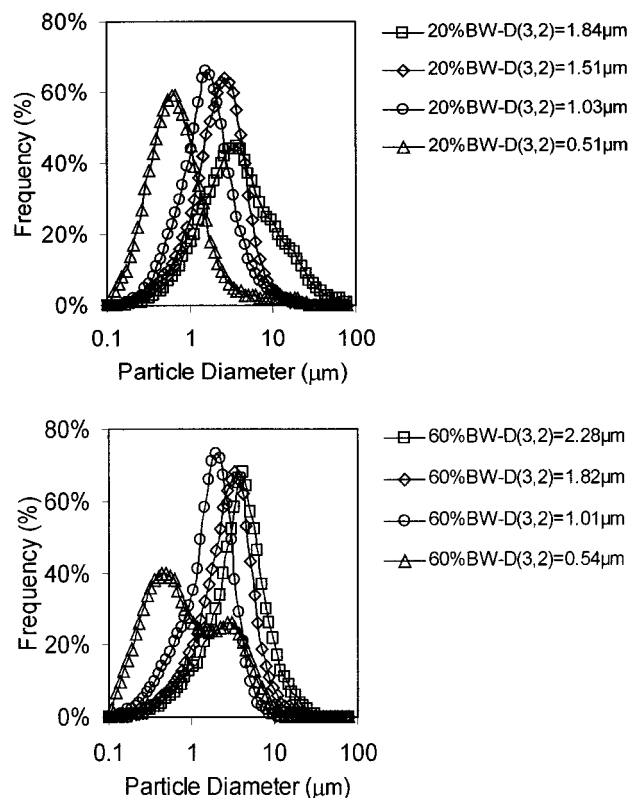 80%
60%
40%
20%
0%
Frequency (%)
0.1 1 10 100
Particle Diameter (μm)
20%BW-D(3,2)=1.84μm
20%BW-D(3,2)=1.51μm
20%BW-D(3,2)=1.03μm
20%BW-D(3,2)=0.51μm
80%
60%
40%
20%
0%
Frequency (%)
0.1 1 10 100
Particle Diameter (μm)
60%BW-D(3,2)=2.28μm
60%BW-D(3,2)=1.82μm
60%BW-D(3,2)=1.01μm
60%BW-D(3,2)=0.54μm